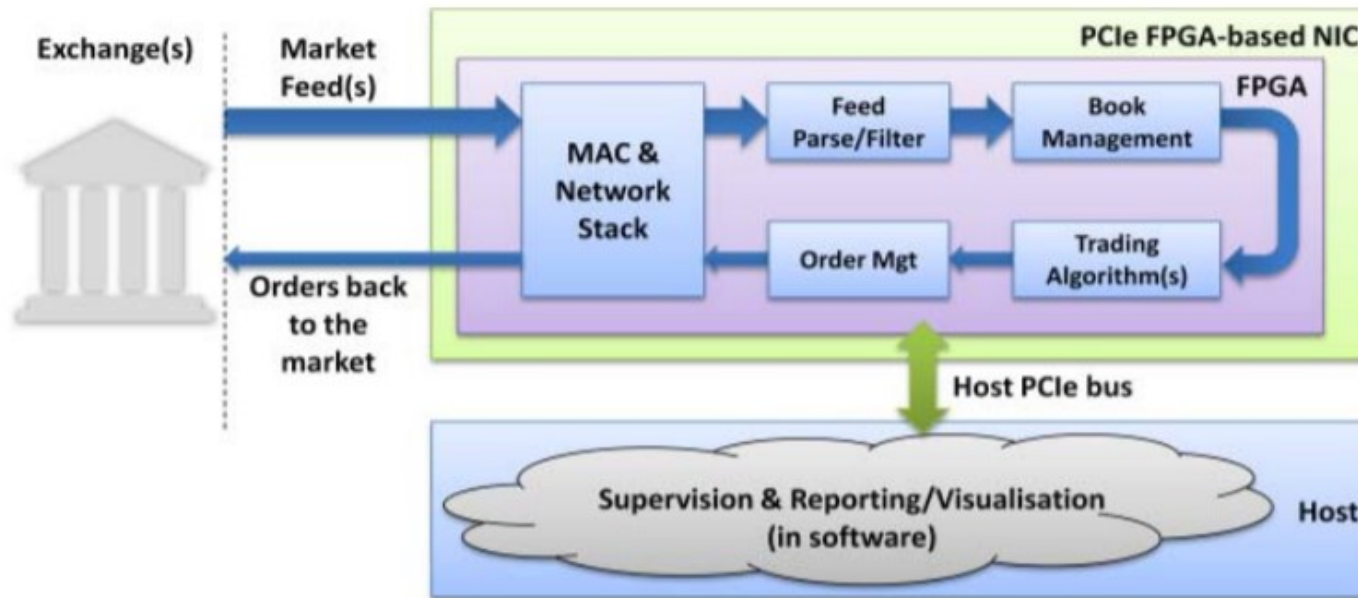 Exchange(s)
Market
Feed(s)
PCIe FPGA-based NIC
FPGA
MAC &
Network
Stack
Feed
Parse/Filter
Book
Management
Order Mgt
Trading
Algorithm(s)
Orders back
to the
market
Host PCIe bus
Supervision & Reporting/Visualisation
(in software)
Host